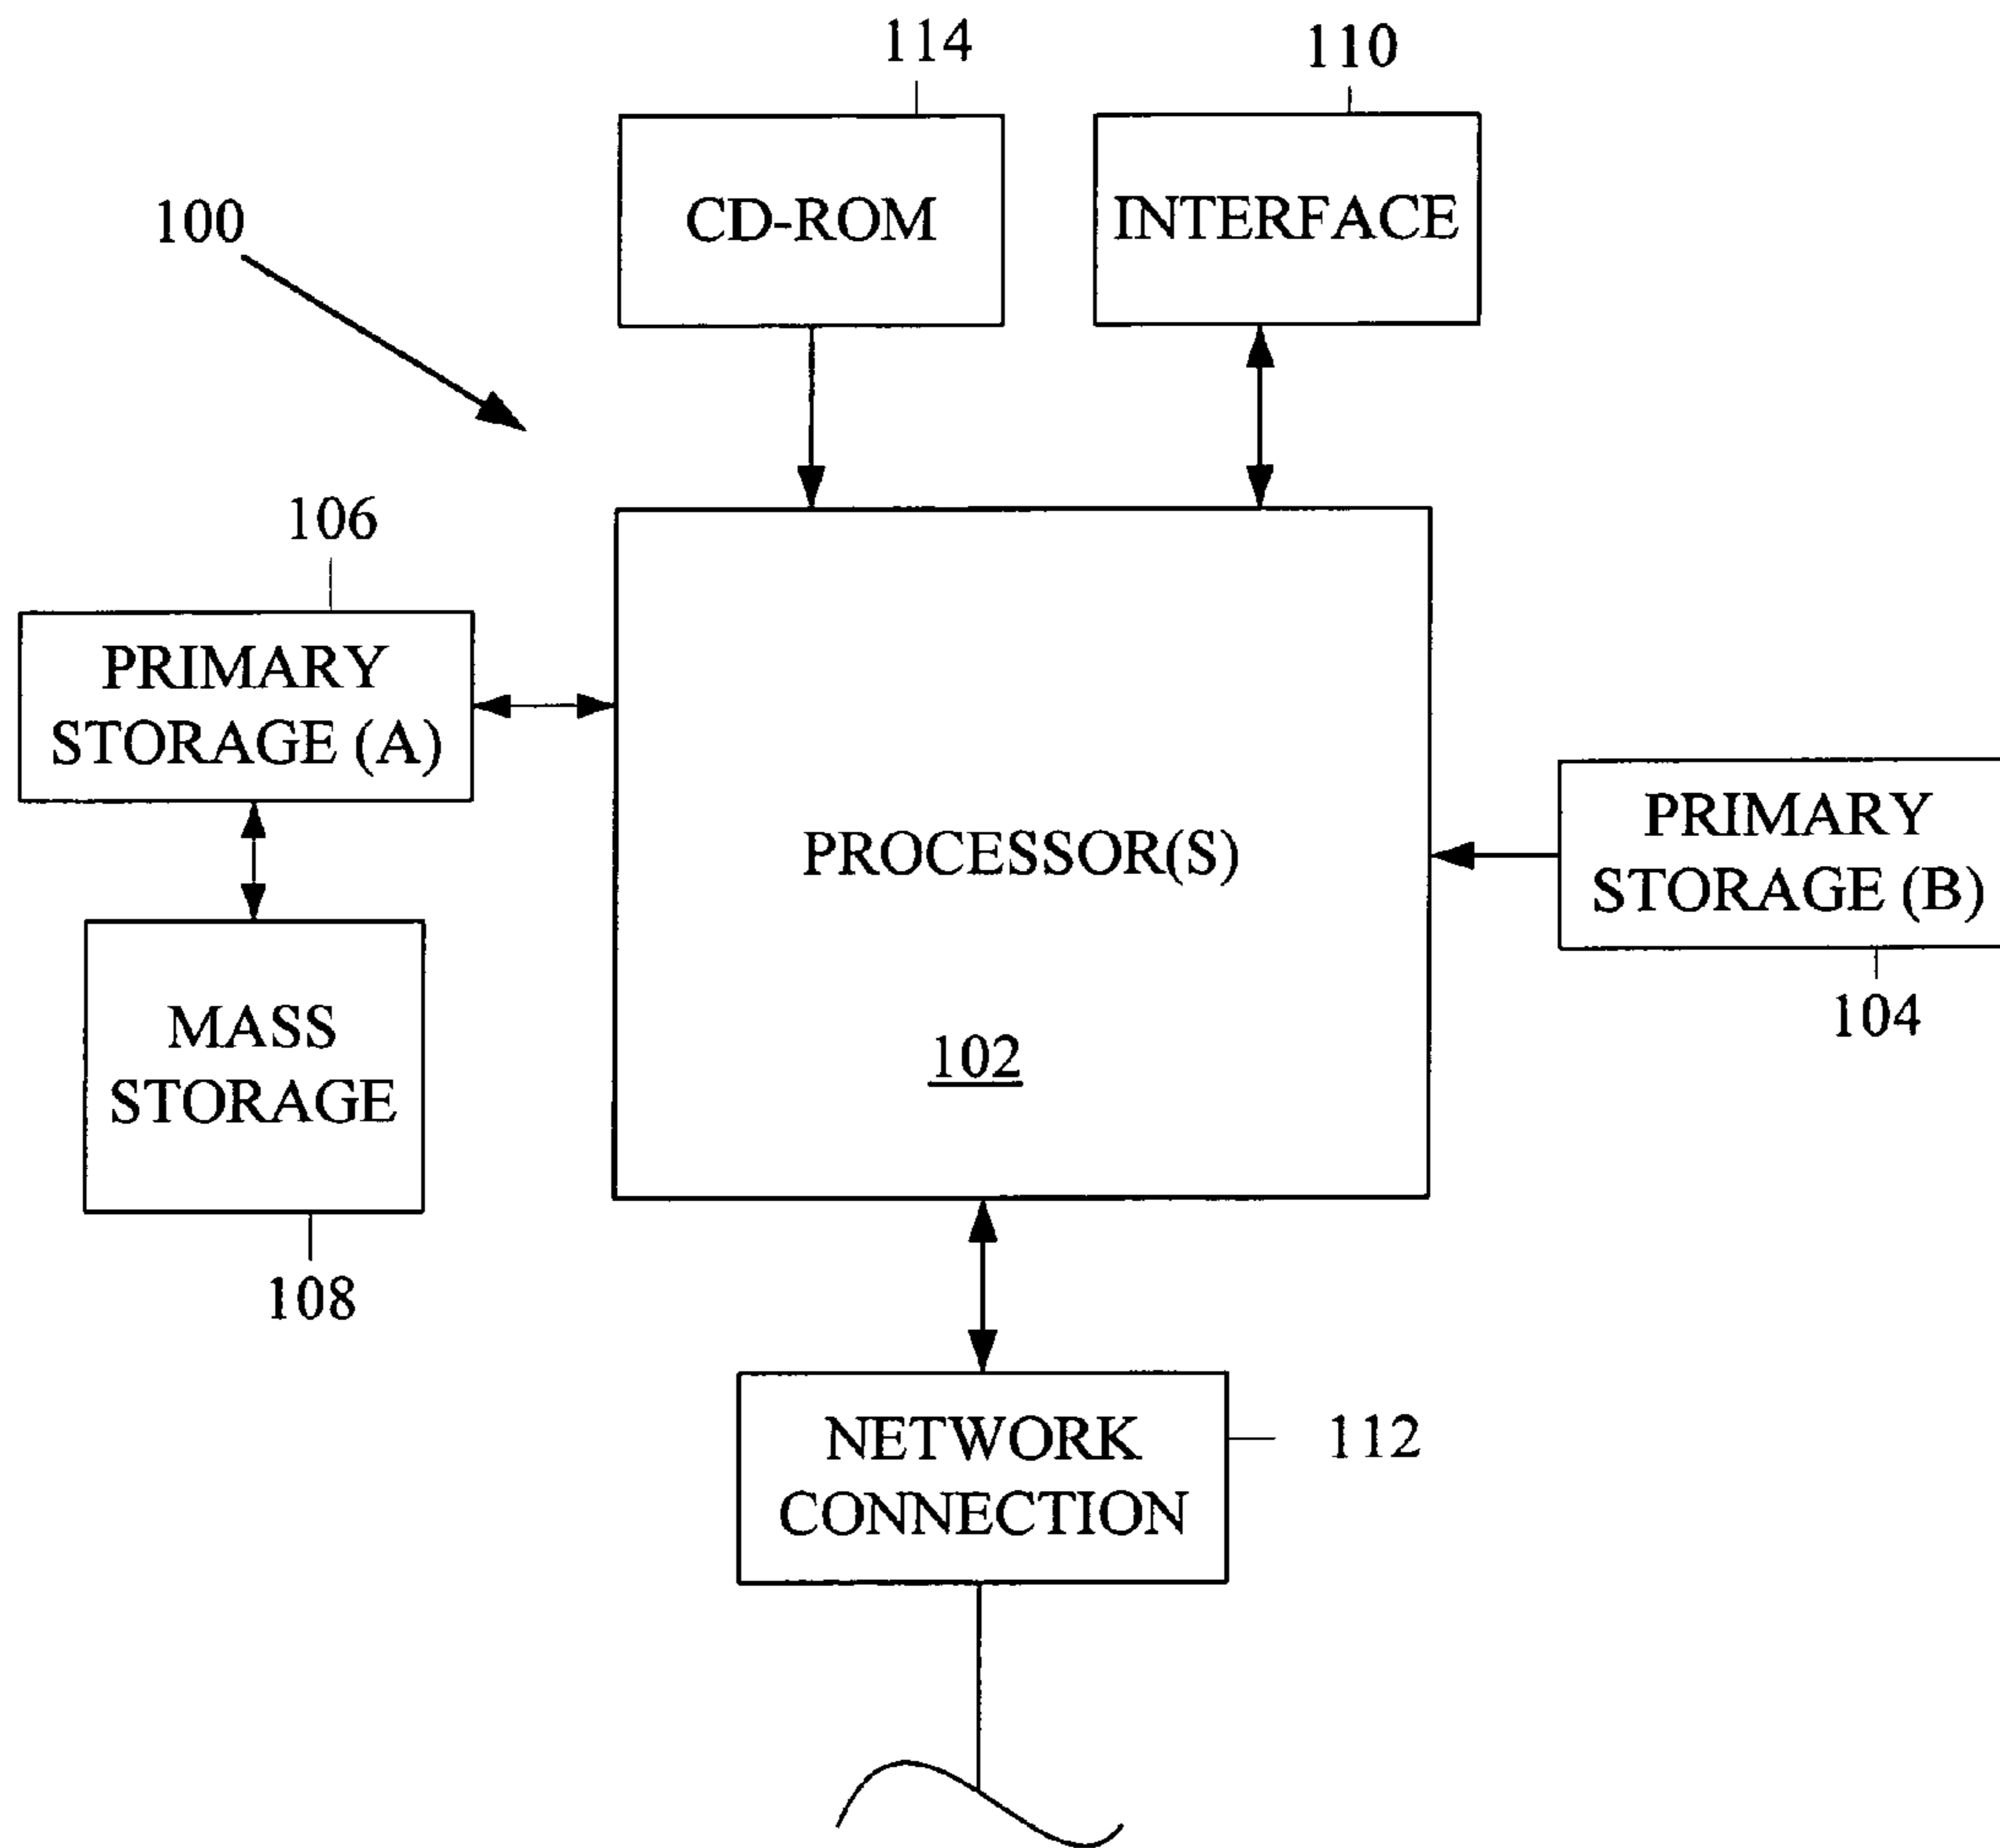 114
110
CD-ROM
INTERFACE
100
106
PRIMARY
STORAGE (A)
PROCESSOR(S)
102
PRIMARY
STORAGE (B)
104
MASS
STORAGE
108
NETWORK
CONNECTION
112